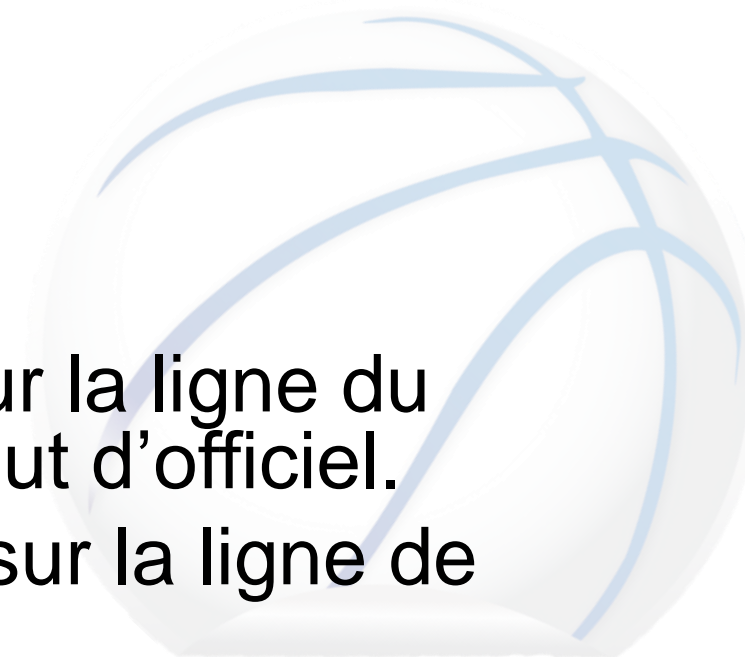 ur la ligne du
ut d’officiel.
sur la ligne de